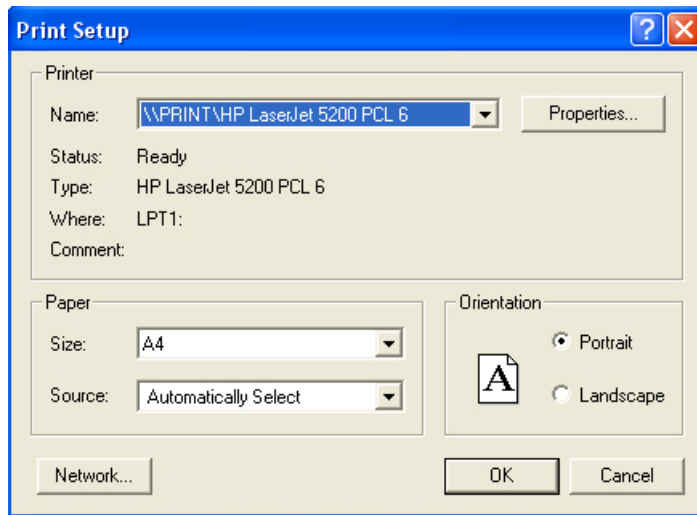 Print Setup
Printer
Name: \\PRINT\HP LaserJet 5200 PCL 6 Properties...
Status: Ready
Type: HP LaserJet 5200 PCL 6
Where: LPT1:
Comment:
Paper
Size: A4
Source: Automatically Select
Orientation
A
Portrait
Landscape
Network... OK Cancel